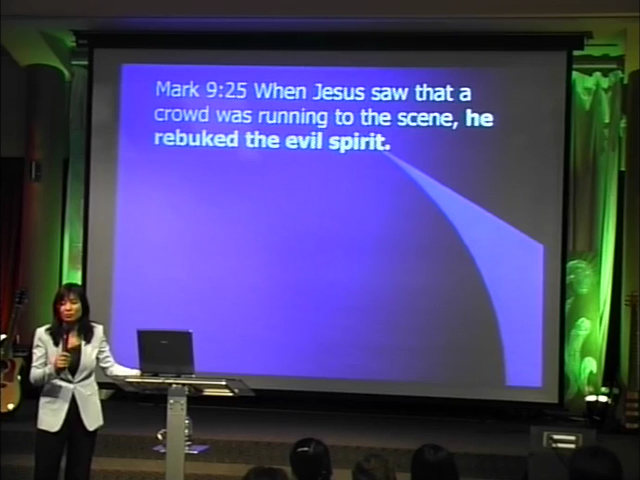 Mark 9:25 When Jesus saw that a
crowd was running to the scene, he
rebuked the evil spirit.